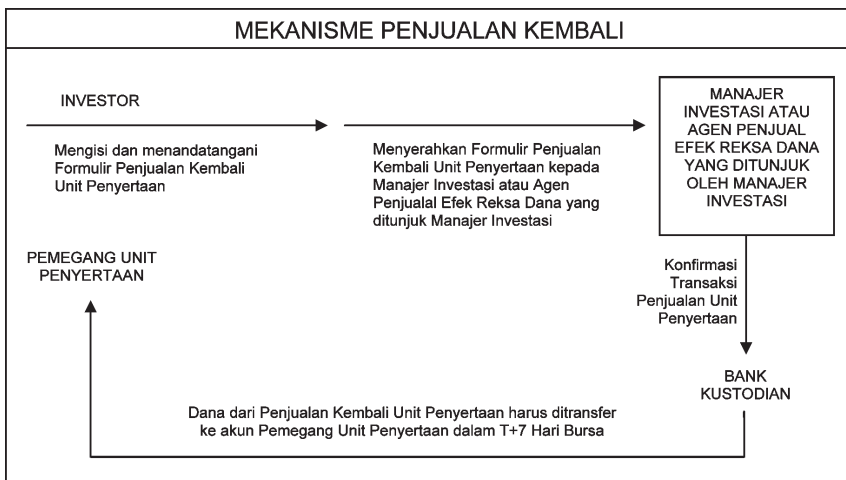 MEKANISME PENJUALAN KEMBALI
INVESTOR
Mengisi dan menandatangani
Formulir Penjualan Kembali
Unit Penyertaan
Menyerahkan Formulir Penjualan
Kembali Unit Penyertaan kepada
Manajer Investasi atau Agen
Penjualal Efek Reksa Dana yang
ditunjuk Manajer Investasi
MANAJER
INVESTASI ATAU
AGEN PENJUAL
EFEK REKSA DANA
YANG DITUNJUK
OLEH MANAJER
INVESTASI
PEMEGANG UNIT
PENYERTAAN
Konfirmasi
Transaksi
Penjualan Unit
Penyertaan
BANK
KUSTODIAN
Dana dari Penjualan Kembali Unit Penyertaan harus ditransfer
ke akun Pemegang Unit Penyertaan dalam T+7 Hari Bursa